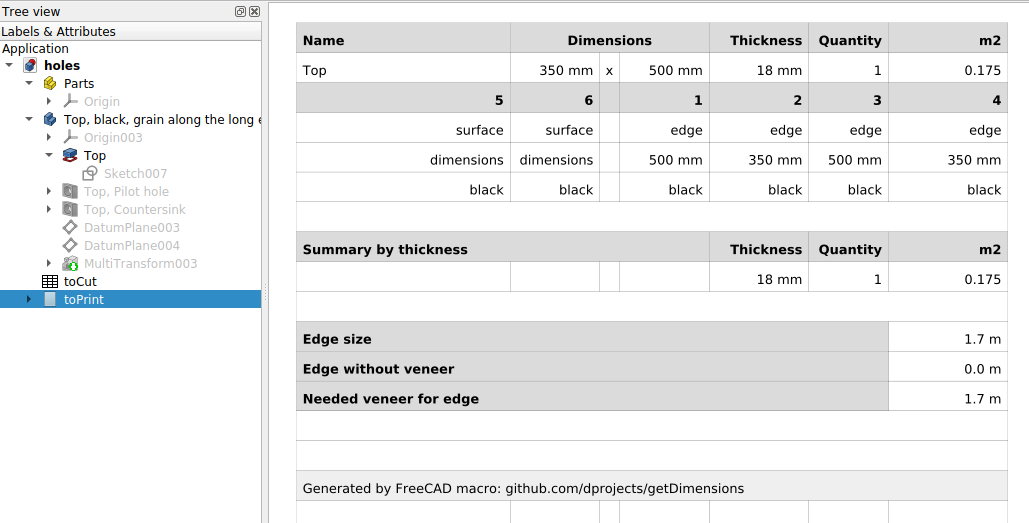 Tree view
Labels & Attributes
Application
holes
Parts
Origin
Top, black, grain along the long e
Origin003
Top
Sketch007
Top, Pilot hole
Top, Countersink
DatumPlane003
DatumPlane004
MultiTransform003
toCut
toPrint
Name Dimensions Thickness Quantity m2
Top 350 mm x 500 mm 18 mm 1 0.175
5 6 1 2 3 4
surface surface edge edge edge edge
dimensions dimensions 500 mm 350 mm 500 mm 350 mm
black black black black black black
Summary by thickness Thickness Quantity m2
18 mm 1 0.175
Edge size 1.7 m
Edge without veneer 0.0 m
Needed veneer for edge 1.7 m
Generated by FreeCAD macro: github.com/dprojects/getDimensions